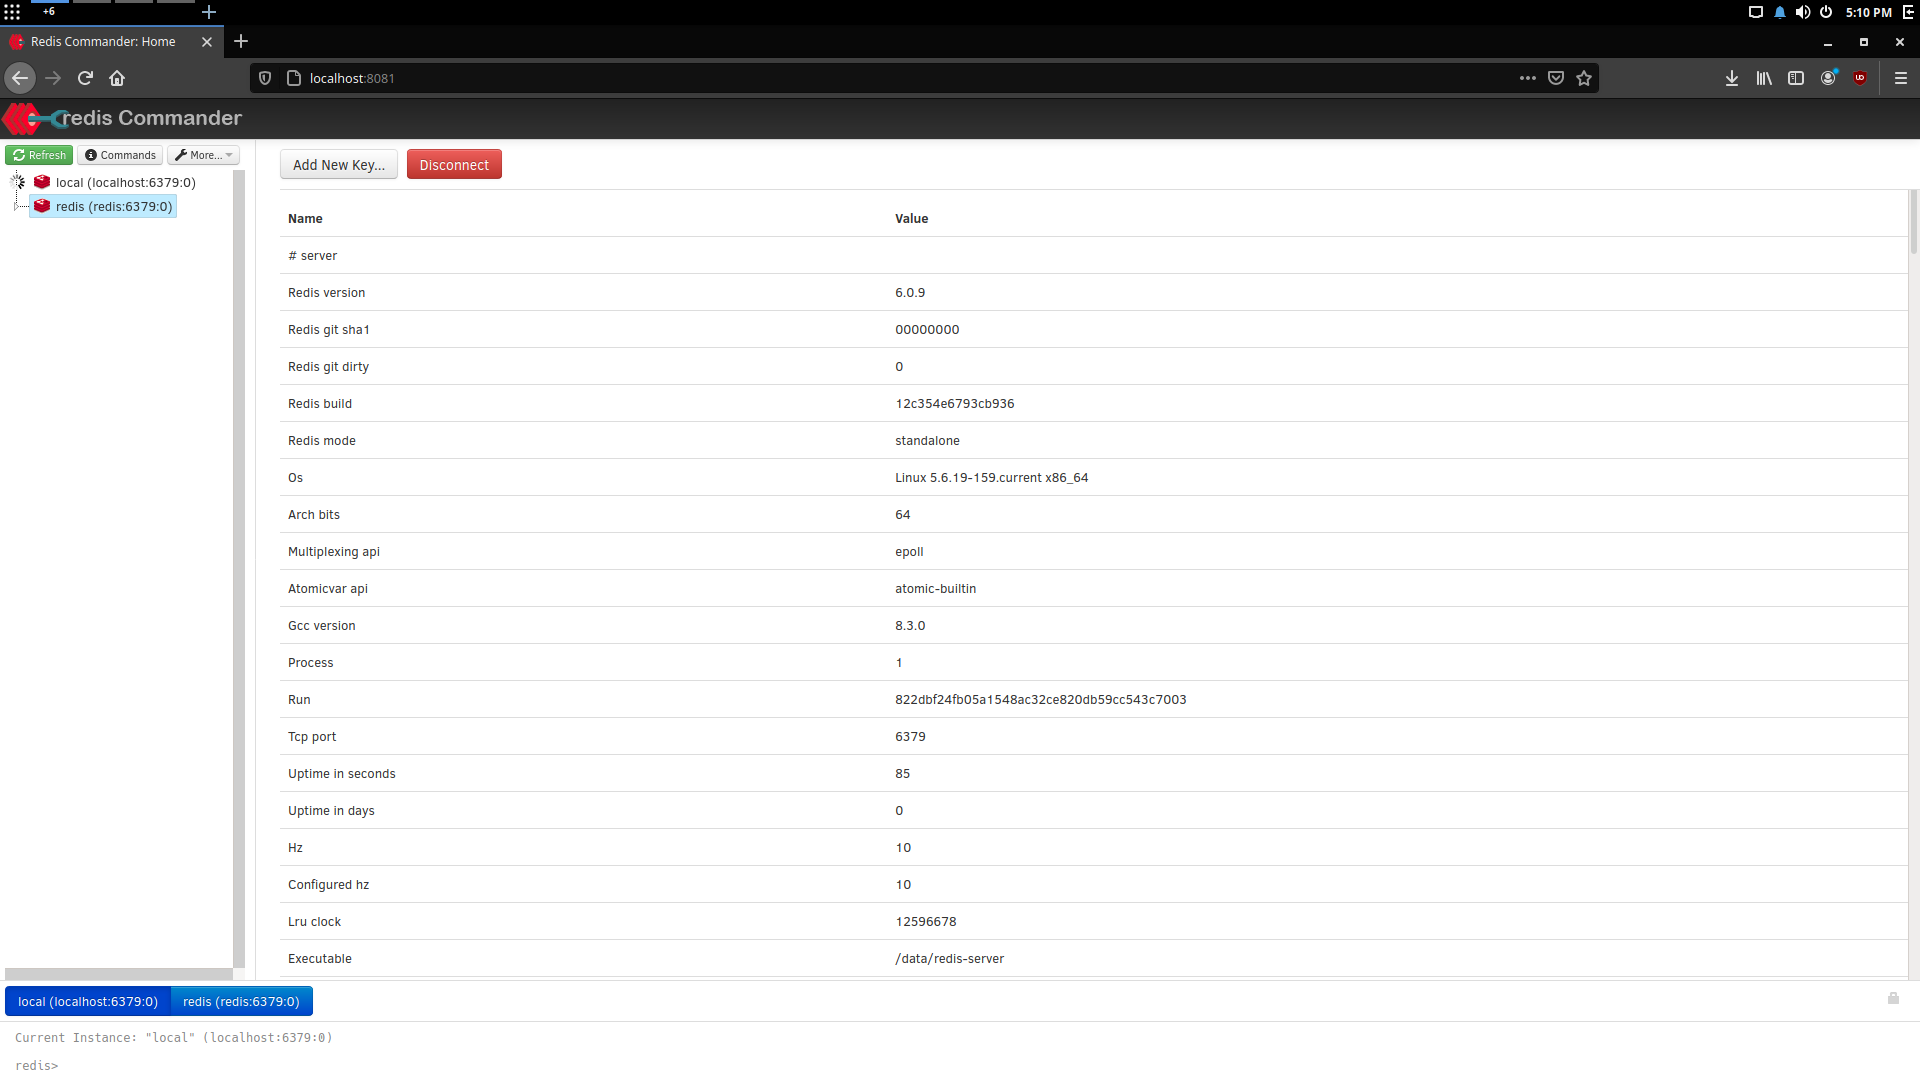 +6
5:10 PM
Redis Commander: Home
localhost:8081
redis Commander
Refresh
Commands
More...
local (localhost:6379:0)
redis (redis:6379:0)
Add New Key...
Disconnect
Name Value
# server
Redis version 6.0.9
Redis git sha1 00000000
Redis git dirty 0
Redis build 12c354e6793cb936
Redis mode standalone
Os Linux 5.6.19-159.current x86_64
Arch bits 64
Multiplexing api epoll
Atomicvar api atomic-builtin
Gcc version 8.3.0
Process 1
Run 822dbf24fb05a1548ac32ce820db59cc543c7003
Tcp port 6379
Uptime in seconds 85
Uptime in days 0
Hz 10
Configured hz 10
Lru clock 12596678
Executable /data/redis-server
local (localhost:6379:0) redis (redis:6379:0)
Current Instance: "local" (localhost:6379:0)
redis>